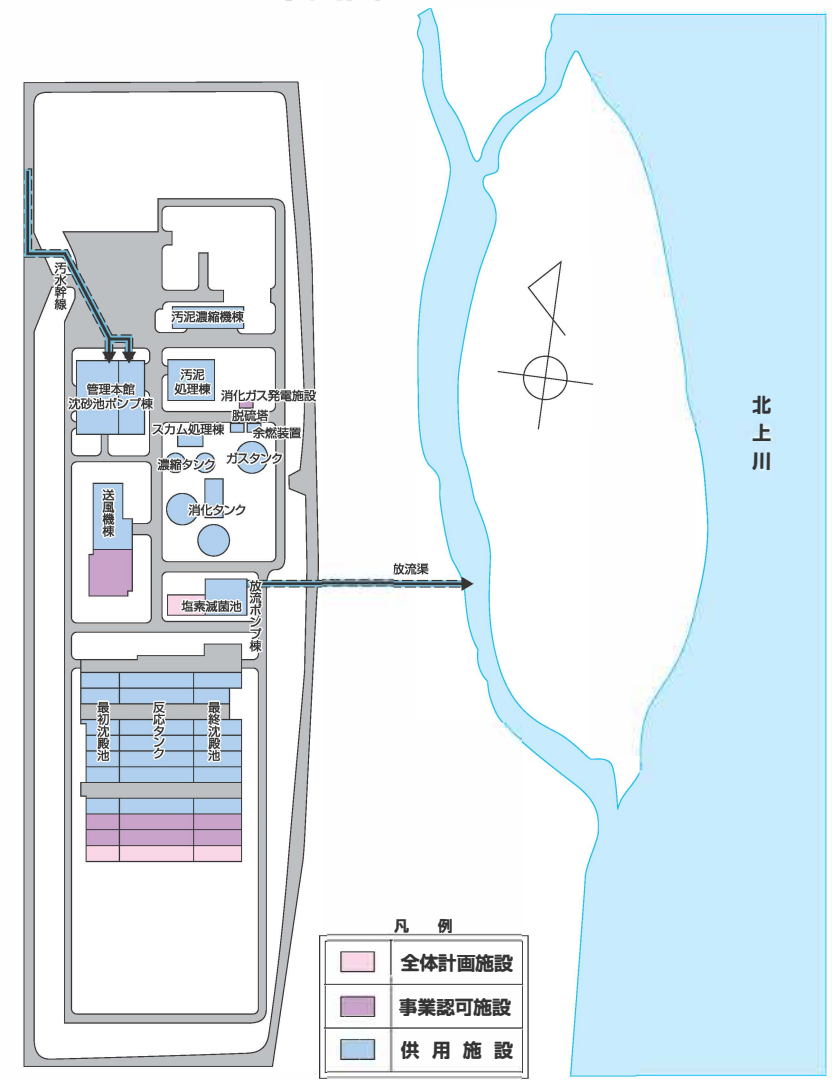 汚水幹線
汚泥濃縮機棟
管理本館
沈砂池ポンプ棟
汚泥
処理棟
消化ガス発電施設
脱硫塔
余燃装置
スカム処理棟
濃縮タンク
ガスタンク
送風機棟
消化タンク
塩素滅菌池
放流ポンプ棟
放流渠
最初沈殿池
反応タンク
最終沈殿池
北上川
凡 例
全体計画施設
事業認可施設
供用施設